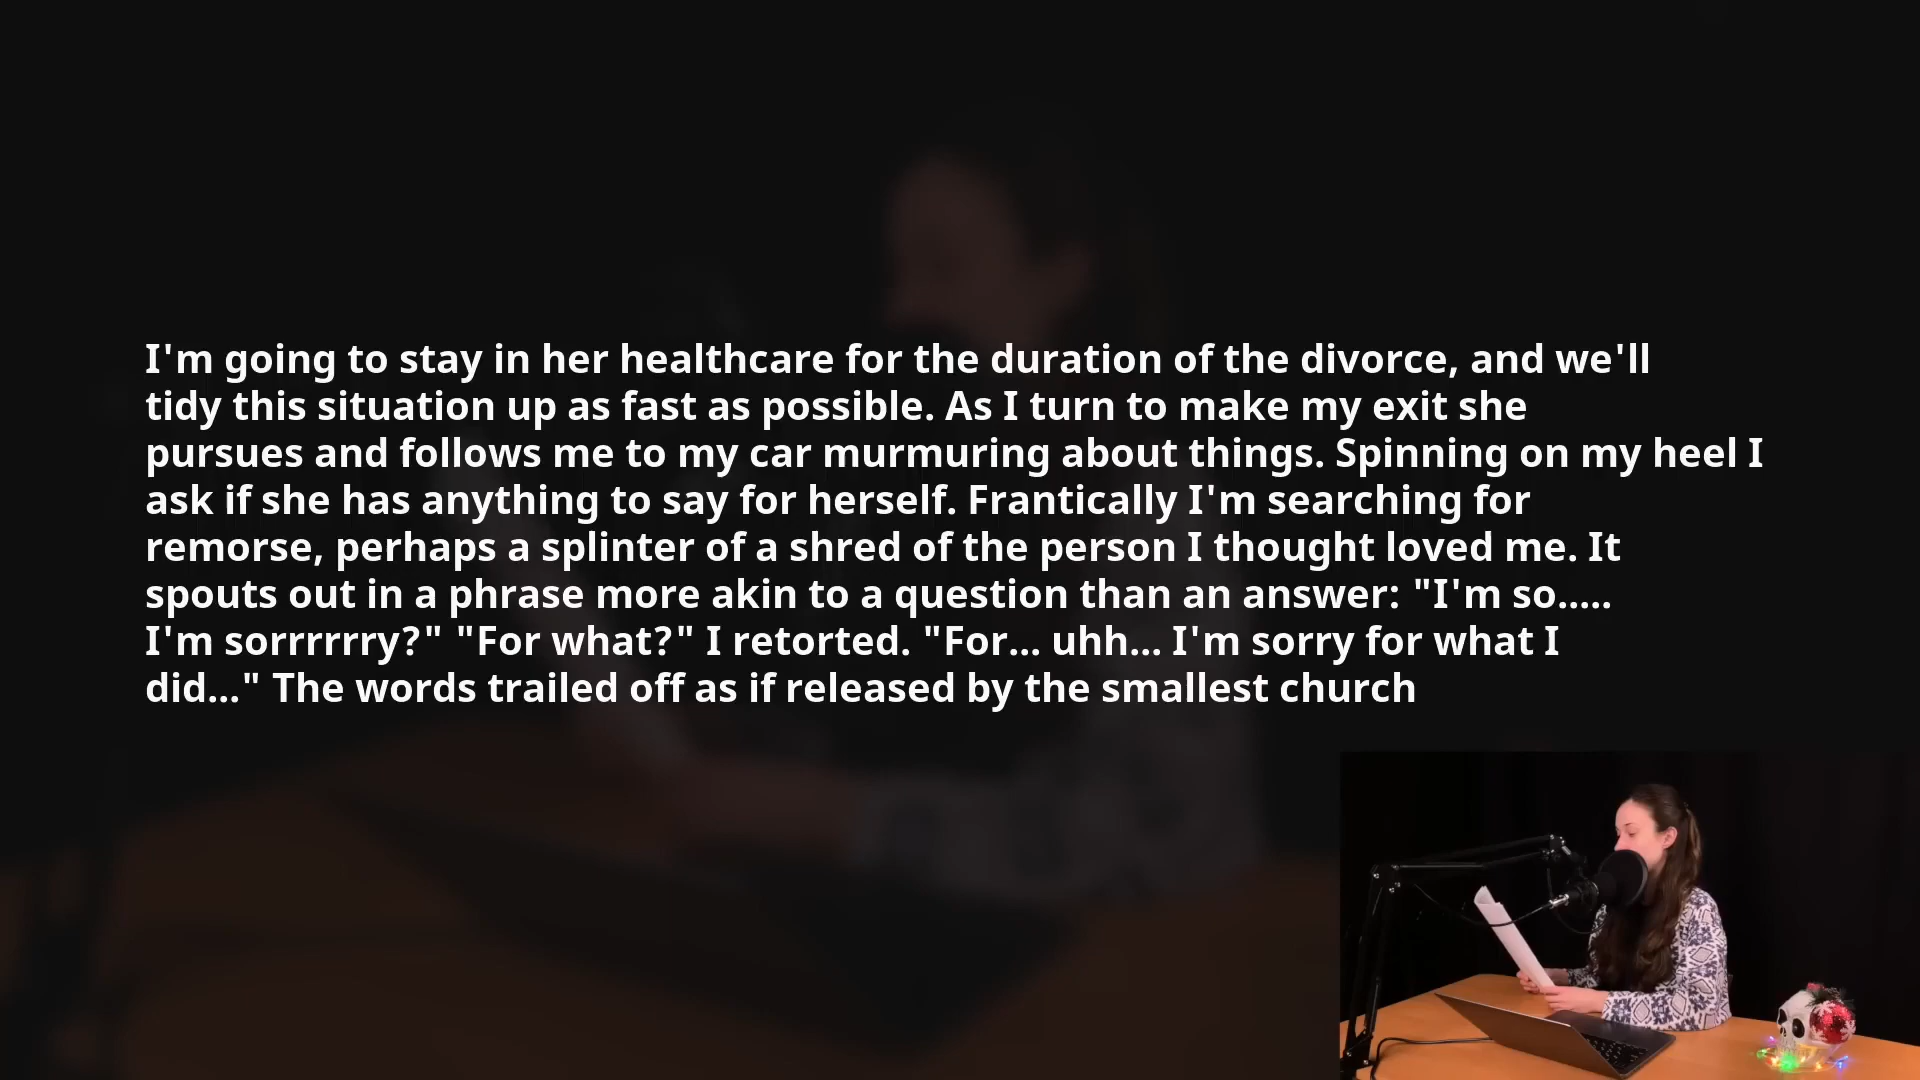 I'm going to stay in her healthcare for the duration of the divorce, and we'll
tidy this situation up as fast as possible. As I turn to make my exit she
pursues and follows me to my car murmuring about things. Spinning on my heel I
ask if she has anything to say for herself. Frantically I'm searching for
remorse, perhaps a splinter of a shred of the person I thought loved me. It
spouts out in a phrase more akin to a question than an answer: "I'm so.....
I'm sorrrrrry?" "For what?" I retorted. "For... uhh... I'm sorry for what I
did..." The words trailed off as if released by the smallest church